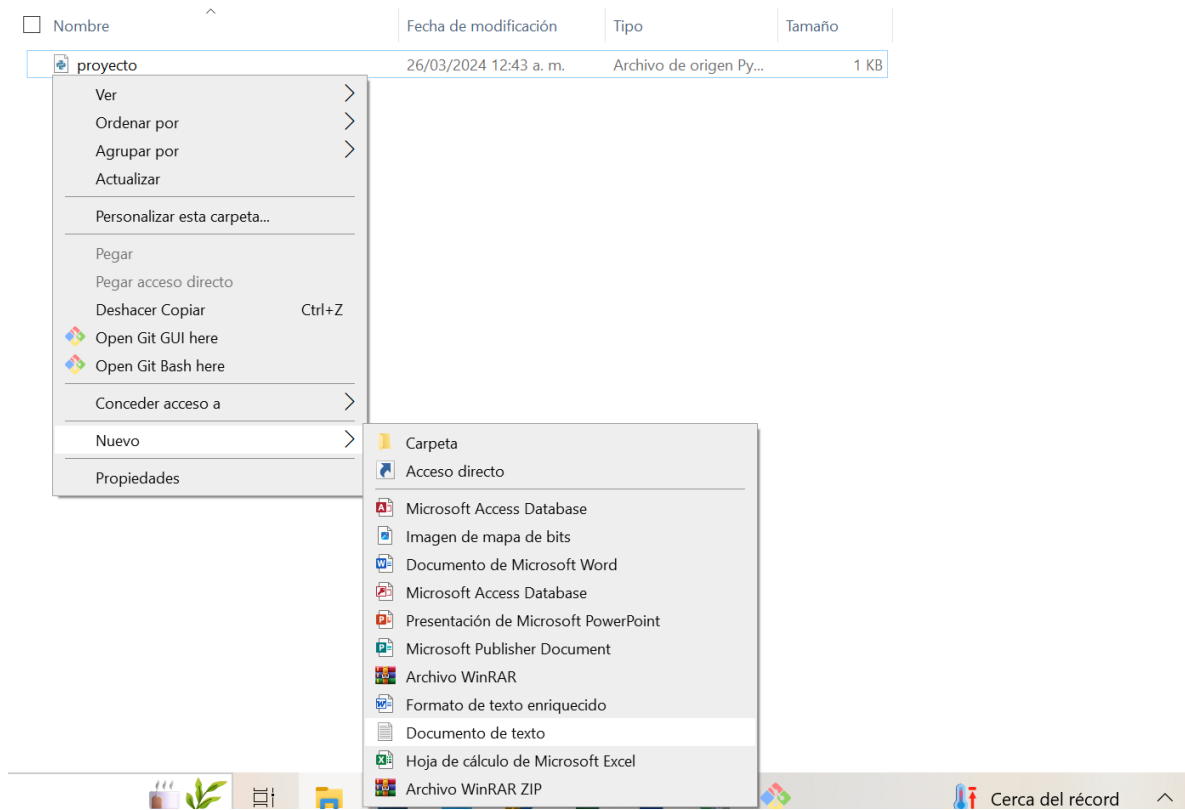 Nombre Fecha de modificación Tipo Tamaño
proyecto 26/03/2024 12:43 a. m. Archivo de origen Py... 1 KB
Ver
Ordenar por
Agrupar por
Actualizar
Personalizar esta carpeta...
Pegar
Pegar acceso directo
Deshacer Copiar Ctrl+Z
Open Git GUI here
Open Git Bash here
Conceder acceso a
Nuevo
Propiedades
Carpeta
Acceso directo
Microsoft Access Database
Imagen de mapa de bits
Documento de Microsoft Word
Microsoft Access Database
Presentación de Microsoft PowerPoint
Microsoft Publisher Document
Archivo WinRAR
Formato de texto enriquecido
Documento de texto
Hoja de cálculo de Microsoft Excel
Archivo WinRAR ZIP
Cerca del récord